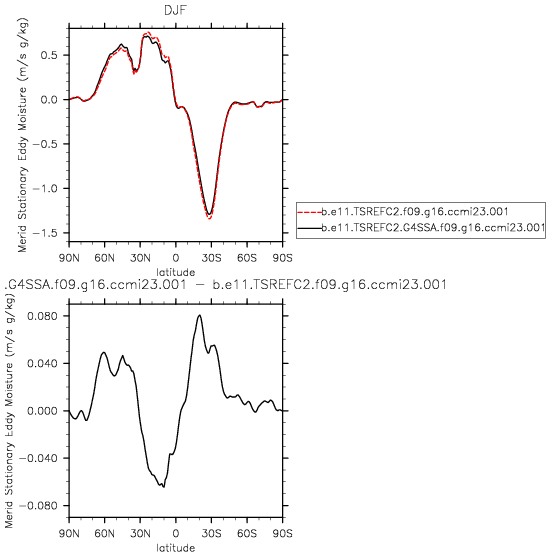 DJF
Merid Stationary Eddy Moisture (m/s g/kg)
0.5
0.0
-0.5
-1.0
-1.5
90N 60N 30N 0 30S 60S 90S
latitude
b.e11.TSREFC2.f09.g16.ccmi23.001
b.e11.TSREFC2.G4SSA.f09.g16.ccmi23.001
.G4SSA.f09.g16.ccmi23.001 - b.e11.TSREFC2.f09.g16.ccmi23.001
Merid Stationary Eddy Moisture (m/s g/kg)
0.080
0.040
0.000
-0.040
-0.080
90N 60N 30N 0 30S 60S 90S
latitude